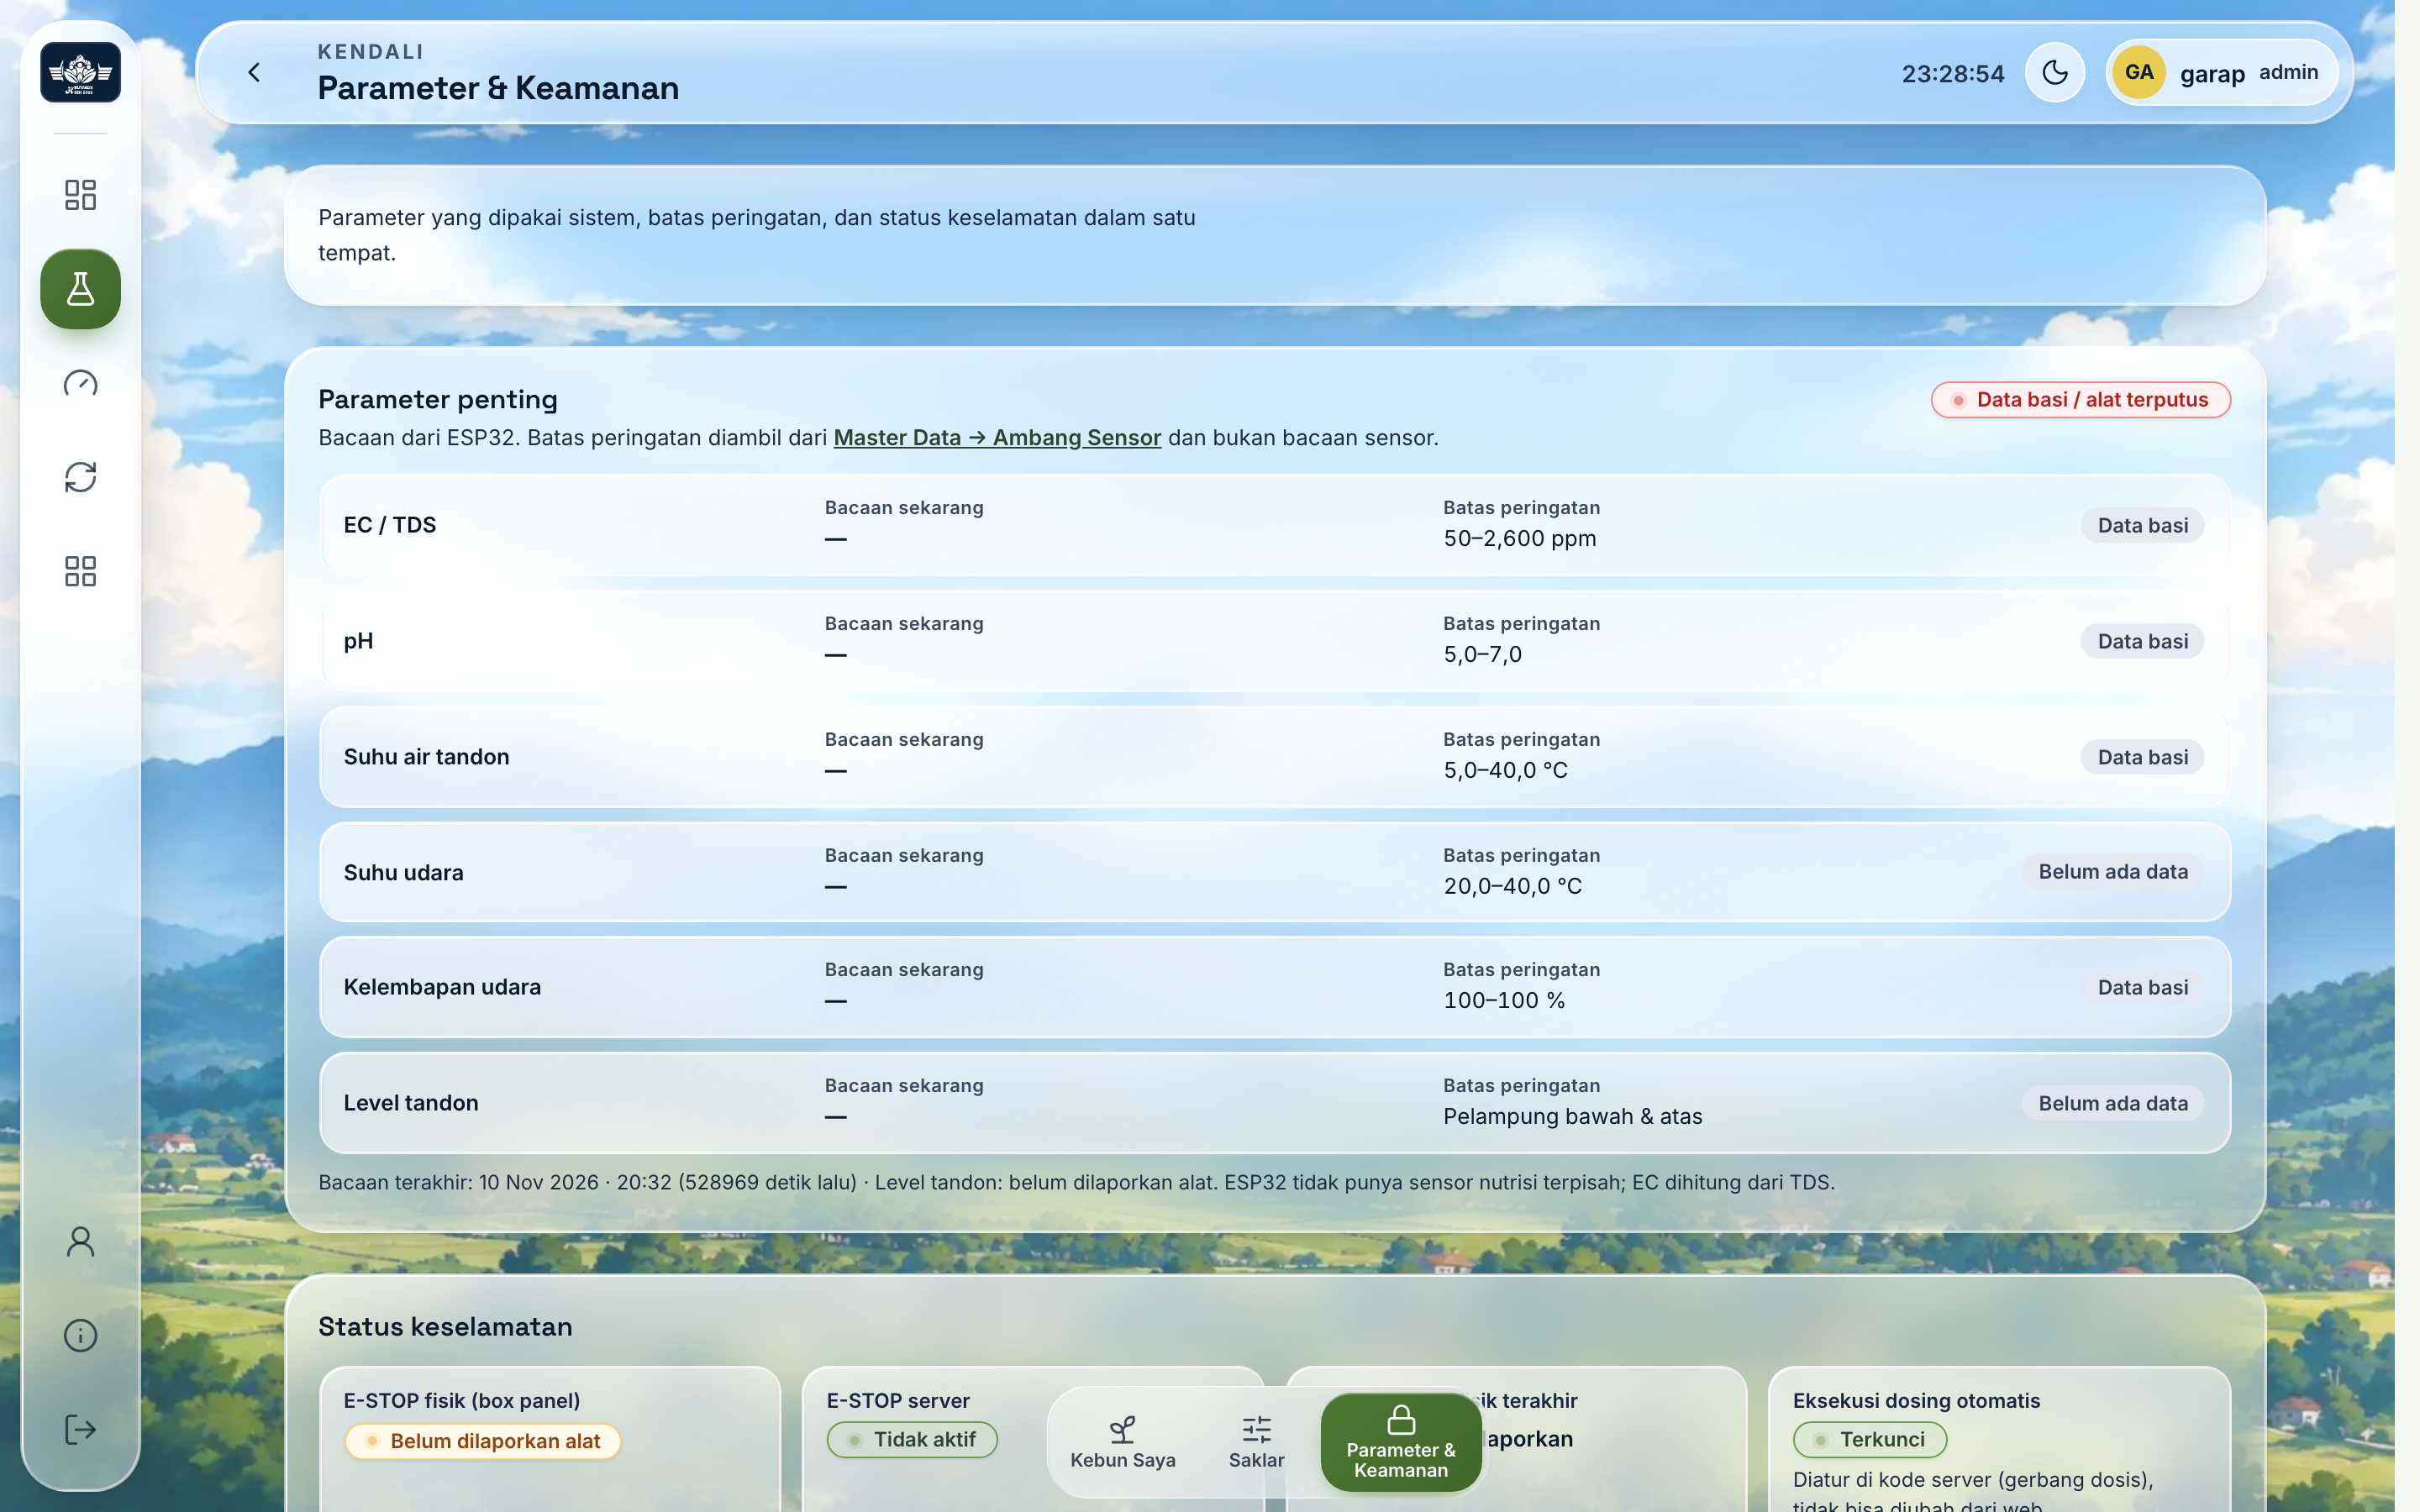 KENDALI
Parameter & Keamanan
23:28:54
GA
garap
admin
Parameter yang dipakai sistem, batas peringatan, dan status keselamatan dalam satu
tempat.
Parameter penting
Data basi / alat terputus
Bacaan dari ESP32. Batas peringatan diambil dari Master Data → Ambang Sensor dan bukan bacaan sensor.
EC / TDS
Bacaan sekarang
—
Batas peringatan
50–2,600 ppm
Data basi
pH
Bacaan sekarang
—
Batas peringatan
5,0–7,0
Data basi
Suhu air tandon
Bacaan sekarang
—
Batas peringatan
5,0–40,0 °C
Data basi
Suhu udara
Bacaan sekarang
—
Batas peringatan
20,0–40,0 °C
Belum ada data
Kelembapan udara
Bacaan sekarang
—
Batas peringatan
100–100 %
Data basi
Level tandon
Bacaan sekarang
—
Batas peringatan
Pelampung bawah & atas
Belum ada data
Bacaan terakhir: 10 Nov 2026 · 20:32 (528969 detik lalu) · Level tandon: belum dilaporkan alat. ESP32 tidak punya sensor nutrisi terpisah; EC dihitung dari TDS.
Status keselamatan
E-STOP fisik (box panel)
Belum dilaporkan alat
E-STOP server
Tidak aktif
terakhir
Eksekusi dosing otomatis
Terkunci
Diatur di kode server (gerbang dosis),
tidak bisa diubah dari web
Kebun Saya
Saklar
Parameter &
Keamanan